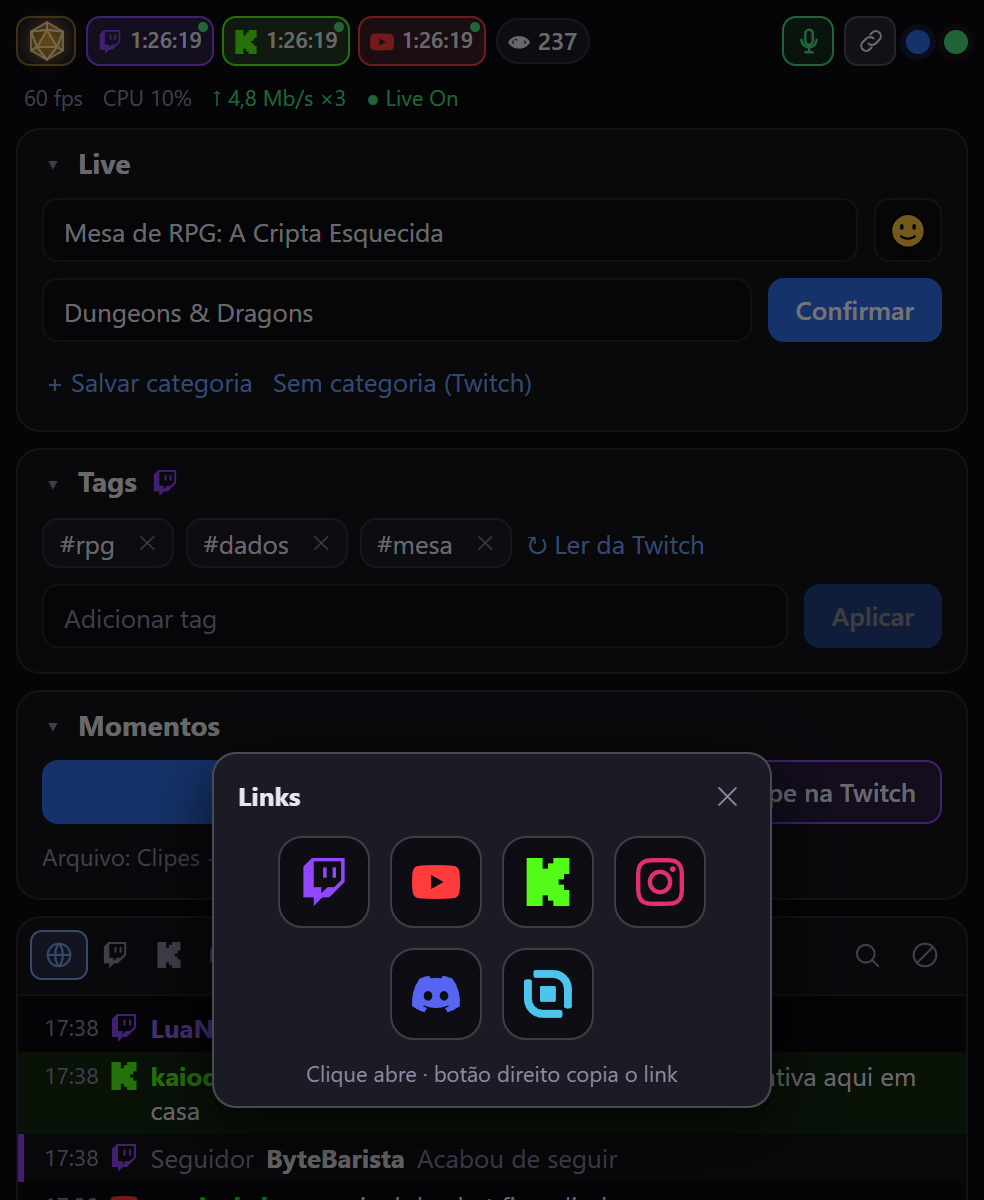 1:26:19 1:26:19 1:26:19 237
60 fps CPU 10% ↑ 4,8 Mb/s ×3 ● Live On
Live
Mesa de RPG: A Cripta Esquecida
Dungeons & Dragons
Confirmar
+ Salvar categoria Sem categoria (Twitch)
Tags
#rpg #dados #mesa ↻ Ler da Twitch
Adicionar tag
Aplicar
Momentos
na Twitch
Arquivo: Clipes
Links
Clique abre · botão direito copia o link
17:38
17:38 aqui em
casa
17:38 Seguidor ByteBarista Acabou de seguir